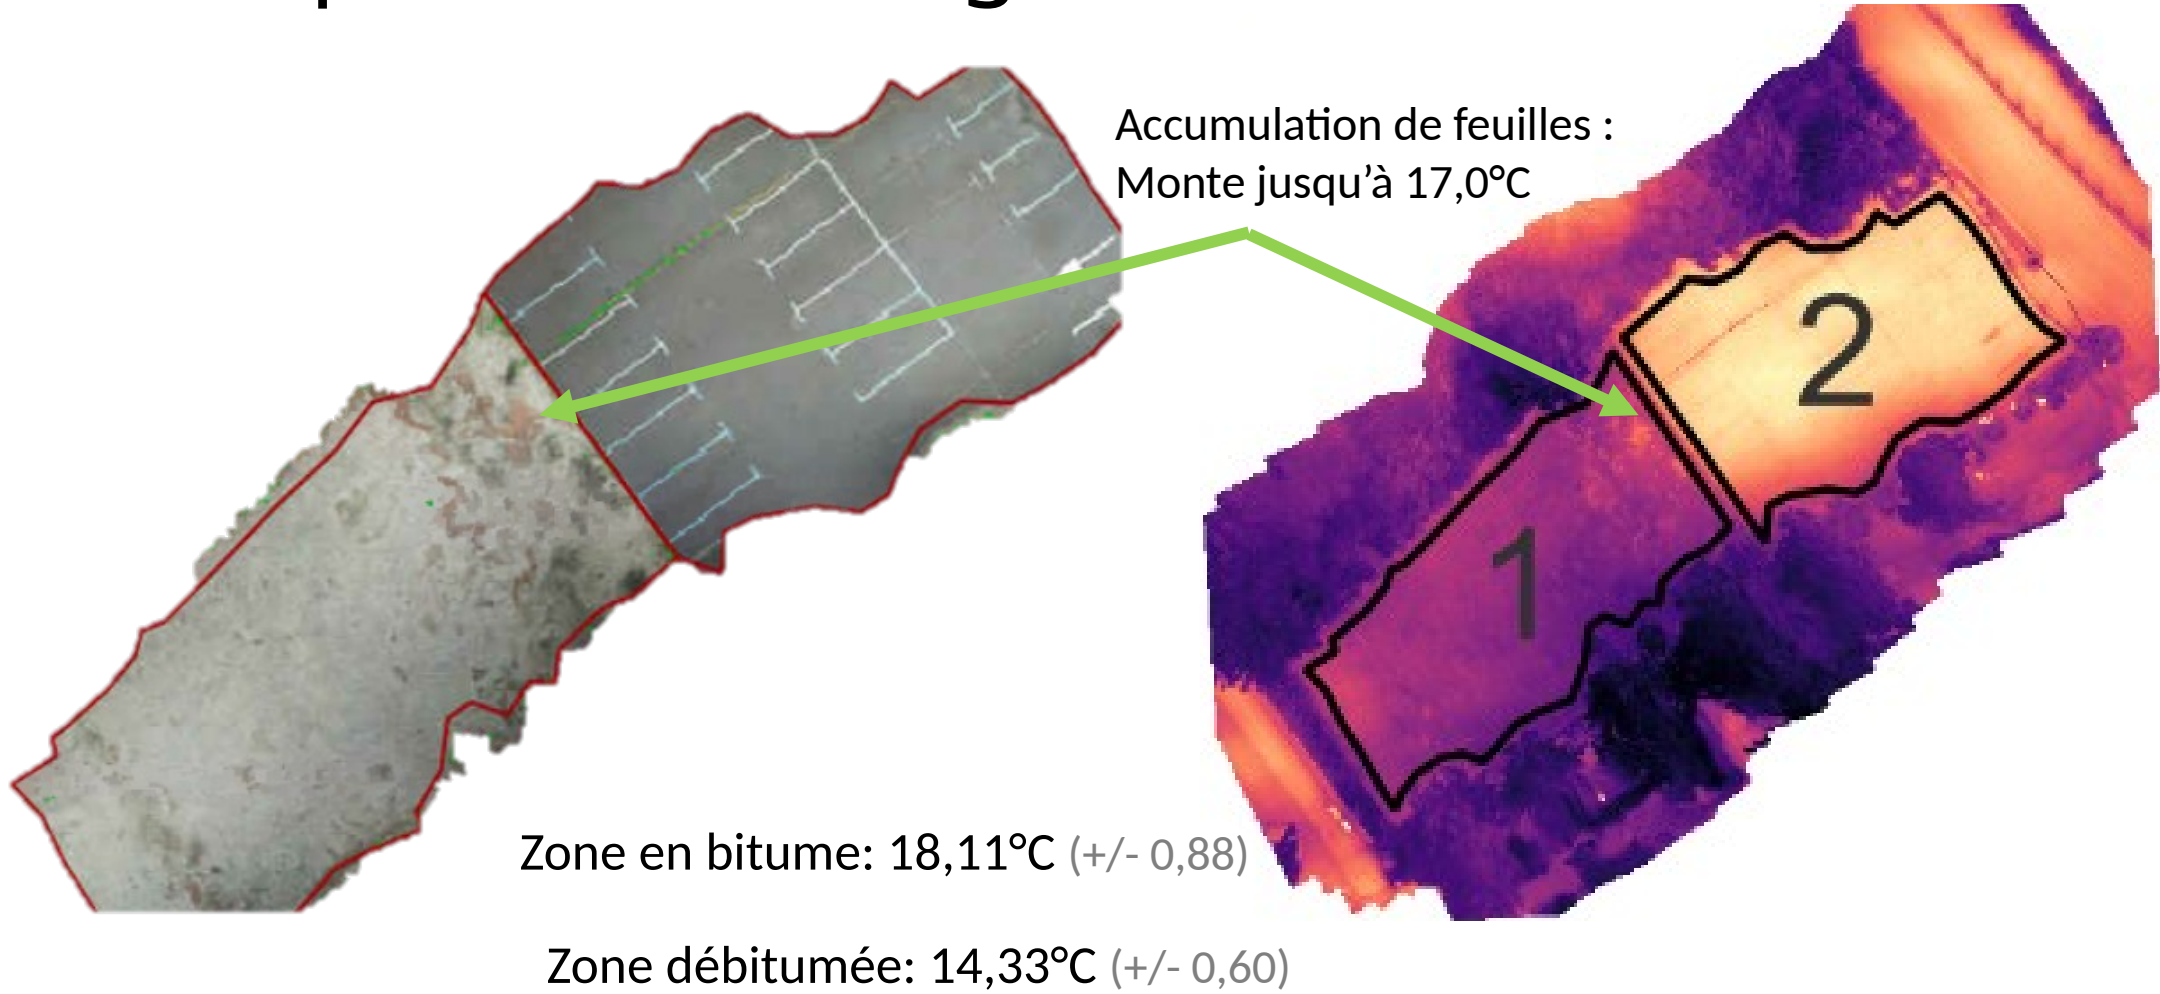 Accumulation de feuilles :
Monte jusqu’à 17,0°C
2
1
Zone en bitume: 18,11°C (+/- 0,88)
Zone débitumée: 14,33°C (+/- 0,60)